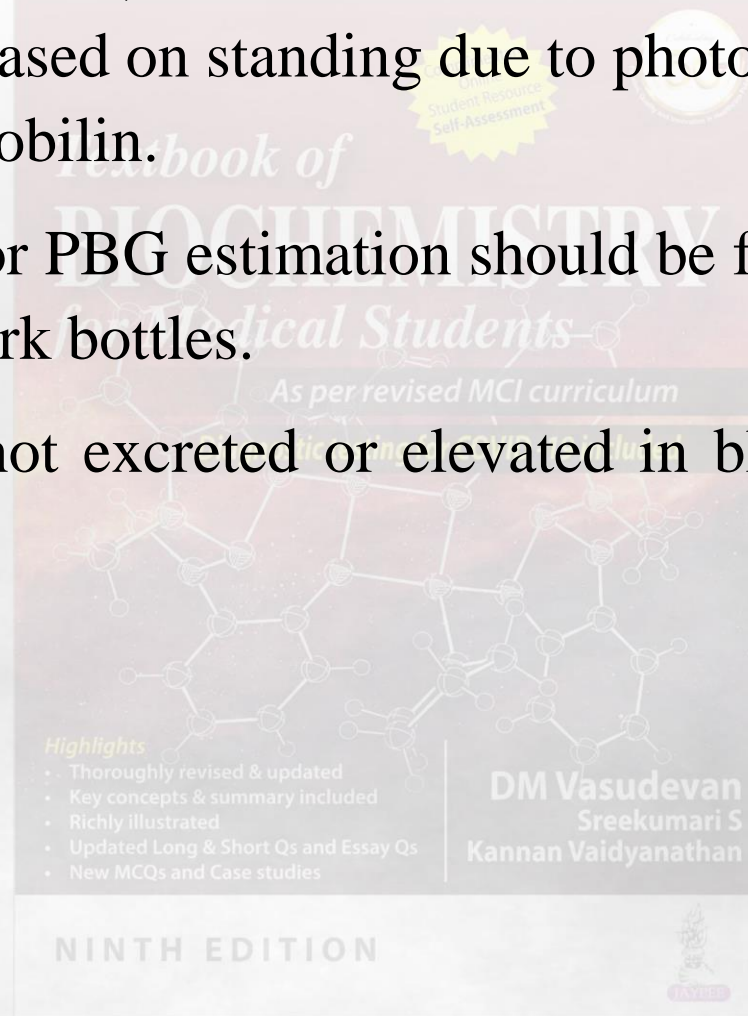 ased on standing due to photo
obilin.
Textbook of
BIOCHEMISTRY
or PBG estimation should be f
for Medical Students
rk bottles.
As per revised MCI curriculum
not excreted or elevated in bl
Student Resource
Self-Assessment
Highlights
• Thoroughly revised & updated
• Key concepts & summary included
• Richly illustrated
• Updated Long & Short Qs and Essay Qs
• New MCQs and Case studies
DM Vasudevan
Sreekumari S
Kannan Vaidyanathan
NINTH EDITION
JAYPEE